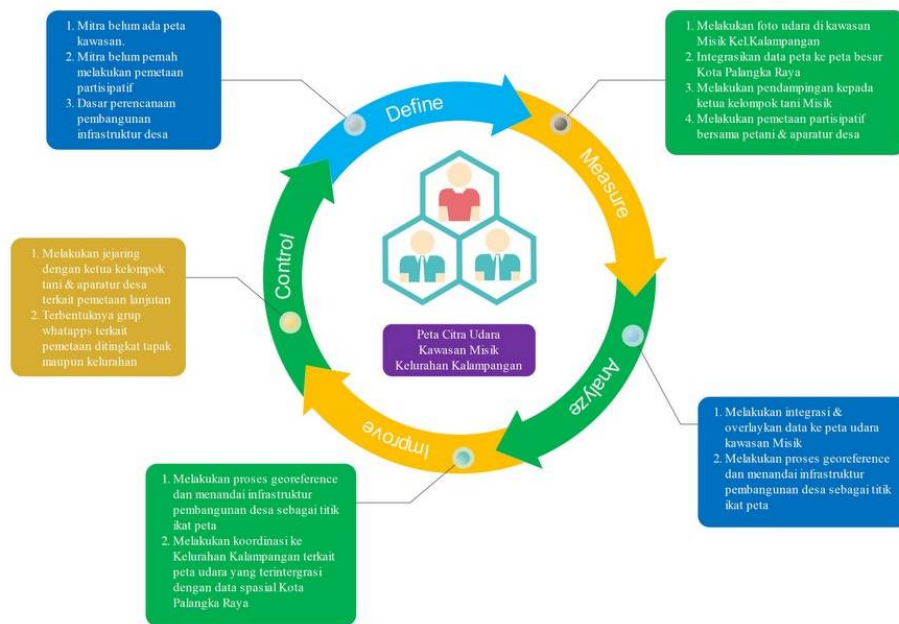 1. Mitra belum ada peta
kawasan.
2. Mitra belum pernah
melakukan pemetaan
partisipatif
3. Dasar perencanaan
pembangunan
infrastruktur desa
Define
1. Melakukan foto udara di kawasan
Misik Kel.Kalampangan
2. Integrasikan data peta ke peta besar
Kota Palangka Raya
3. Melakukan pendampingan kepada
ketua kelompok tani Misik
4. Melakukan pemetaan partisipatif
bersama petani & aparatur desa
Measure
1. Melakukan jejaring
dengan ketua kelompok
tani & aparatur desa
terkait pemetaan lanjutan
2. Terbentuknya grup
whatapps terkait
pemetaan ditingkat tapak
maupun kelurahan
Control
Peta Citra Udara
Kawasan Misik
Kelurahan Kalampangan
Analyze
1. Melakukan integrasi &
overlaykan data ke peta udara
kawasan Misik
2. Melakukan proses georeference
dan menandai infrastruktur
pembangunan desa sebagai titik
ikat peta
Improve
1. Melakukan proses georeference
dan menandai infrastruktur
pembangunan desa sebagai titik
ikat peta
2. Melakukan koordinasi ke
Kelurahan Kalampangan terkait
peta udara yang terintergrasi
dengan data spasial Kota
Palangka Raya